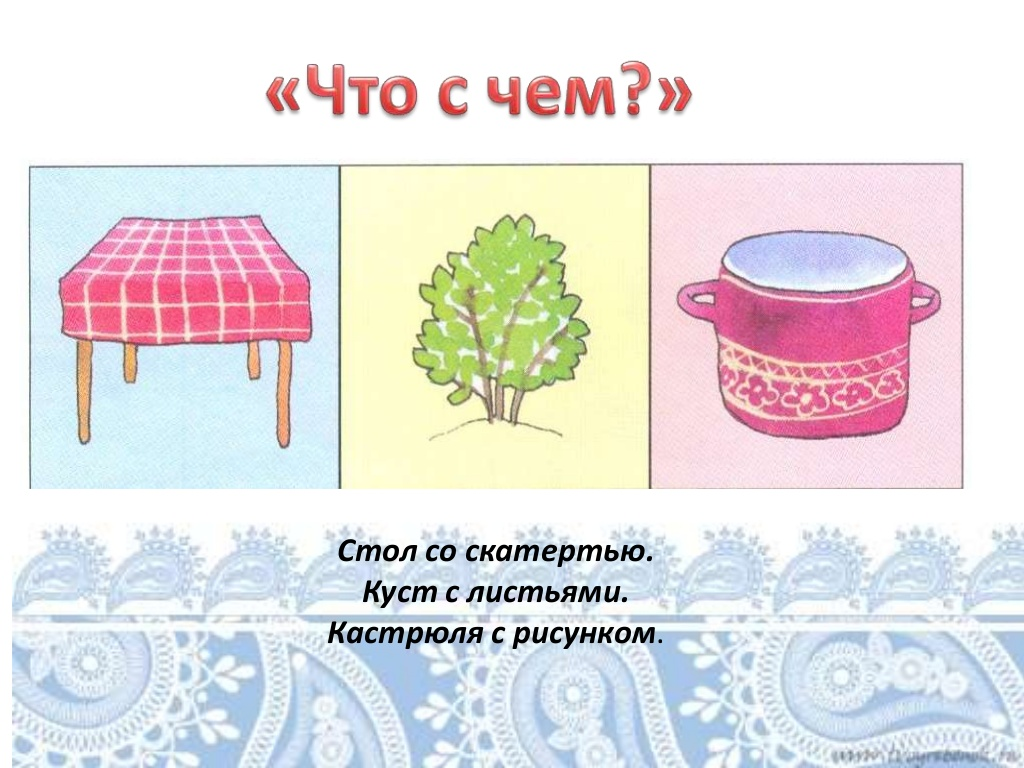 «Что с чем?»
Стол со скатертью.
Куст с листьями.
Кастрюля с рисунком.